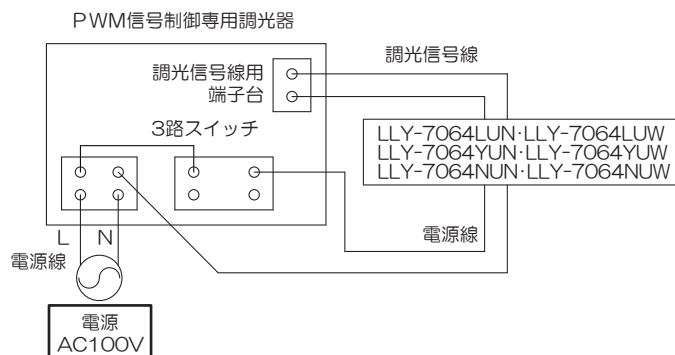 PWM信号制御専用調光器
調光信号線
調光信号線用
端子台
3路スイッチ
LLY-7064LUN·LLY-7064LUW
LLY-7064YUN·LLY-7064YUW
LLY-7064NUN·LLY-7064NUW
L
N
電源線
電源線
電源
AC100V